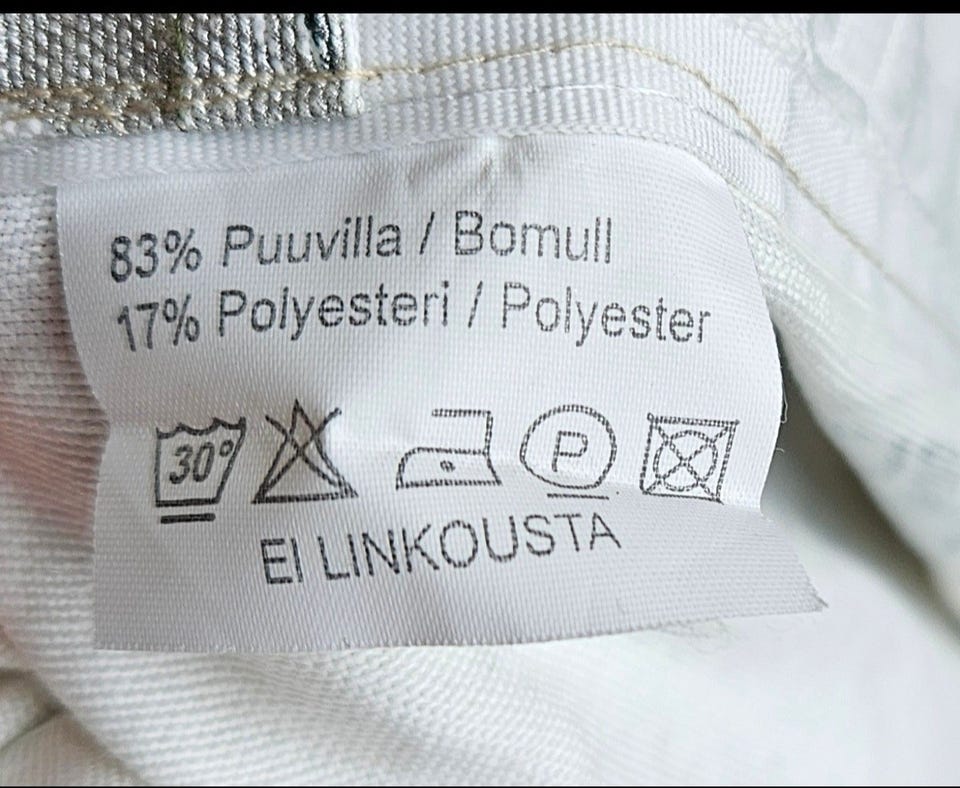 83% Puuvilla / Bomull
17% Polyesteri / Polyester
30° P
EI LINKOUSTA